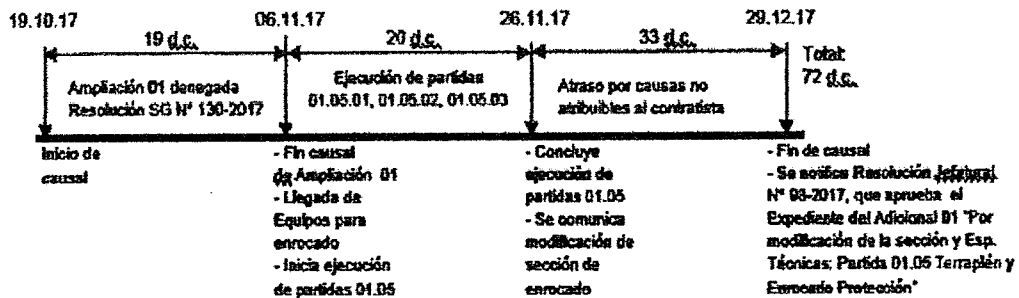 19.10.17 06.11.17 26.11.17 29.12.17
19 d.c. 20 d.c. 33 d.c.
Total:
72 d.c.
Ampliación 01 denegada
Resolución SG Nº 130-2017
Ejecución de partidas
01.05.01, 01.05.02, 01.05.03
Atraso por causas no
atribuibles al contratista
Inicio de
causal
- Fin causal
de Ampliación 01
- Llegada de
Equipos para
enrocado
- Inicia ejecución
de partidas 01.05
- Concluye
ejecución de
partidas 01.05
- Se comunica
modificación de
sección de
enrocado
- Fin de causal
- Se notifica Resolución Jefatural
Nº 98-2017, que aprueba el
Expediente del Adicional 01 "Por
modificación de la sección y Esp.
Técnicas; Partida 01.05 Terraplén y
Enrocado Protección"